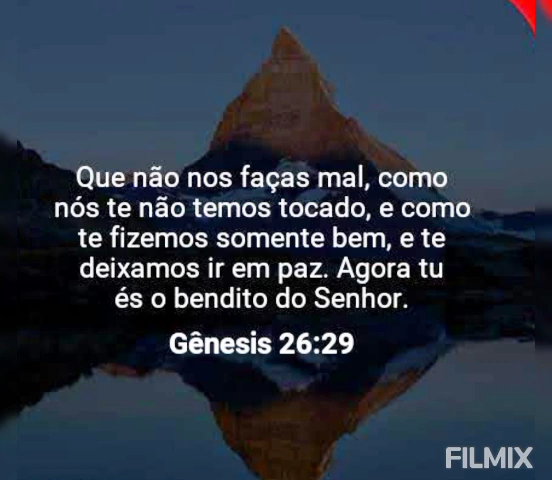 Que não nos faças mal, como
nós te não temos tocado, e como
te fizemos somente bem, e te
deixamos ir em paz. Agora tu
és o bendito do Senhor.
Gênesis 26:29
FILMIX